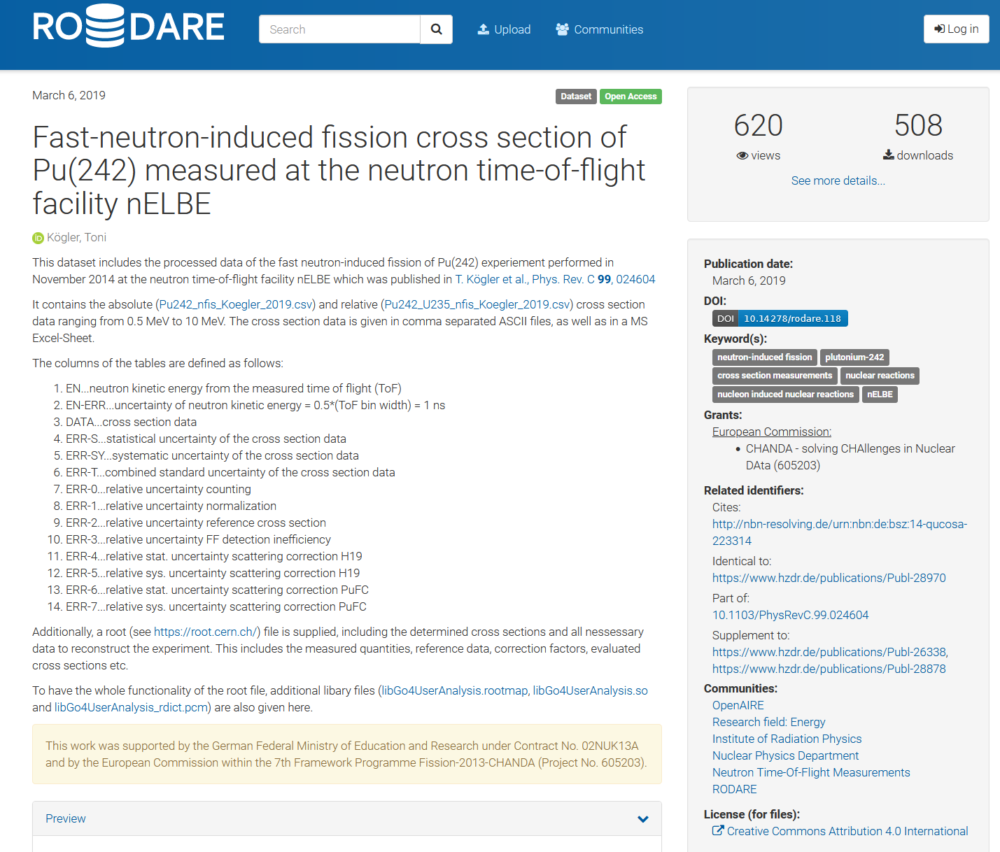 RODARE
Search
Upload
Communities
Log in
March 6, 2019
Dataset
Open Access
Fast-neutron-induced fission cross section of
Pu(242) measured at the neutron time-of-flight
facility nELBE
iD Kögler, Toni
This dataset includes the processed data of the fast neutron-induced fission of Pu(242) experiement performed in
November 2014 at the neutron time-of-flight facility nELBE which was published in T. Kögler et al., Phys. Rev. C 99, 024604
It contains the absolute (Pu242_nfis_Koegler_2019.csv) and relative (Pu242_U235_nfis_Koegler_2019.csv) cross section
data ranging from 0.5 MeV to 10 MeV. The cross section data is given in comma separated ASCII files, as well as in a MS
Excel-Sheet.
The columns of the tables are defined as follows:
1. EN...neutron kinetic energy from the measured time of flight (ToF)
2. EN-ERR...uncertainty of neutron kinetic energy = 0.5*(ToF bin width) = 1 ns
3. DATA...cross section data
4. ERR-S...statistical uncertainty of the cross section data
5. ERR-SY...systematic uncertainty of the cross section data
6. ERR-T...combined standard uncertainty of the cross section data
7. ERR-0...relative uncertainty counting
8. ERR-1...relative uncertainty normalization
9. ERR-2...relative uncertainty reference cross section
10. ERR-3...relative uncertainty FF detection inefficiency
11. ERR-4...relative stat. uncertainty scattering correction H19
12. ERR-5...relative sys. uncertainty scattering correction H19
13. ERR-6...relative stat. uncertainty scattering correction PuFC
14. ERR-7...relative sys. uncertainty scattering correction PuFC
Additionally, a root (see https://root.cern.ch/) file is supplied, including the determined cross sections and all nessessary
data to reconstruct the experiment. This includes the measured quantities, reference data, correction factors, evaluated
cross sections etc.
To have the whole functionality of the root file, additional libary files (libGo4UserAnalysis.rootmap, libGo4UserAnalysis.so
and libGo4UserAnalysis_rdict.pcm) are also given here.
This work was supported by the German Federal Ministry of Education and Research under Contract No. 02NUK13A
and by the European Commission within the 7th Framework Programme Fission-2013-CHANDA (Project No. 605203).
Preview
620
views
508
downloads
See more details...
Publication date:
March 6, 2019
DOI:
DOI 10.14278/rodare.118
Keyword(s):
neutron-induced fission plutonium-242
cross section measurements nuclear reactions
nucleon induced nuclear reactions nELBE
Grants:
European Commission:
• CHANDA - solving CHAllenges in Nuclear
DAta (605203)
Related identifiers:
Cites:
http://nbn-resolving.de/urn:nbn:de:bsz:14-qucosa-
223314
Identical to:
https://www.hzdr.de/publications/Publ-28970
Part of:
10.1103/PhysRevC.99.024604
Supplement to:
https://www.hzdr.de/publications/Publ-26338,
https://www.hzdr.de/publications/Publ-28878
Communities:
OpenAIRE
Research field: Energy
Institute of Radiation Physics
Nuclear Physics Department
Neutron Time-Of-Flight Measurements
RODARE
License (for files):
Creative Commons Attribution 4.0 International